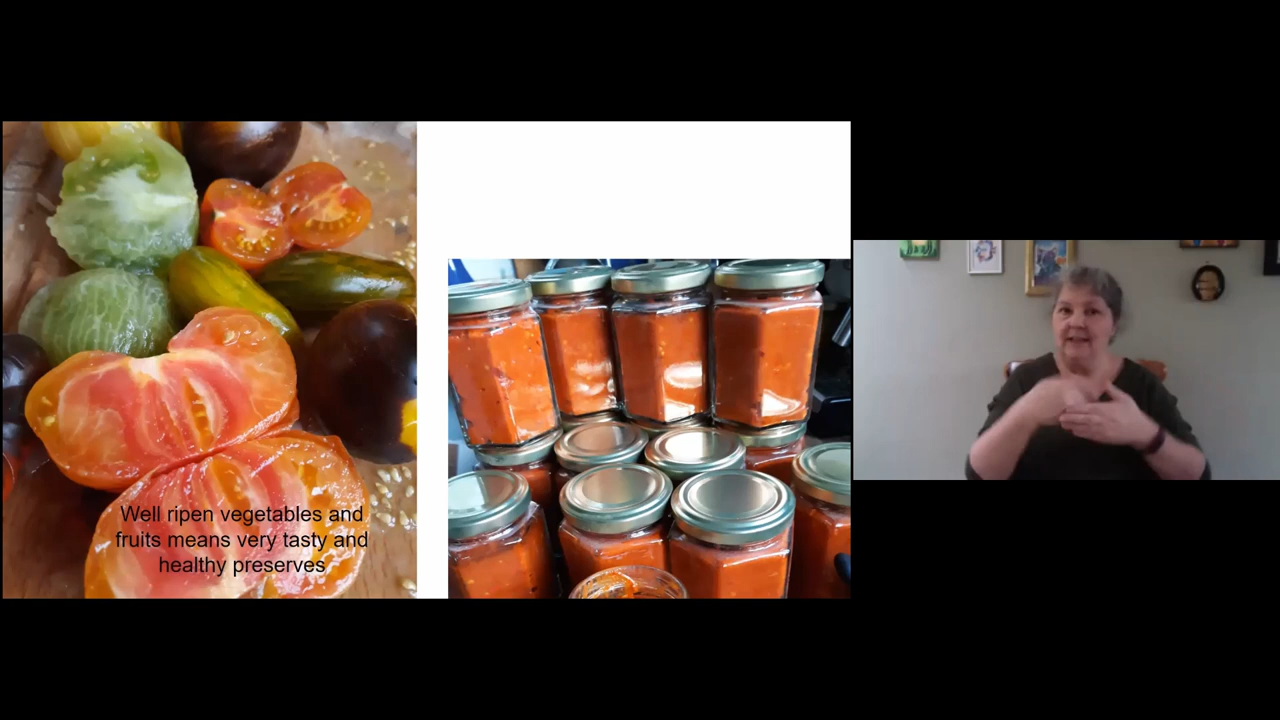 Well ripen vegetables and
fruits means very tasty and
healthy preserves